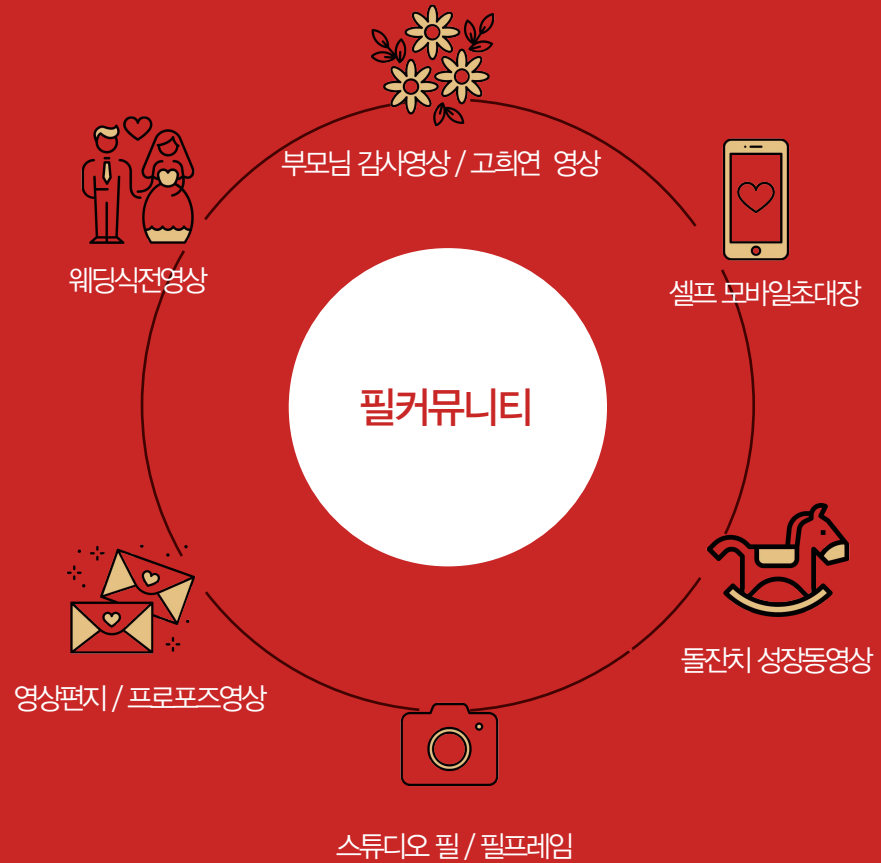 부모님 감사영상 / 고희연 영상
웨딩식전영상
셀프 모바일초대장
필커뮤니티
돌잔치 성장동영상
영상편지 / 프로포즈영상
스튜디오 필 / 필프레임